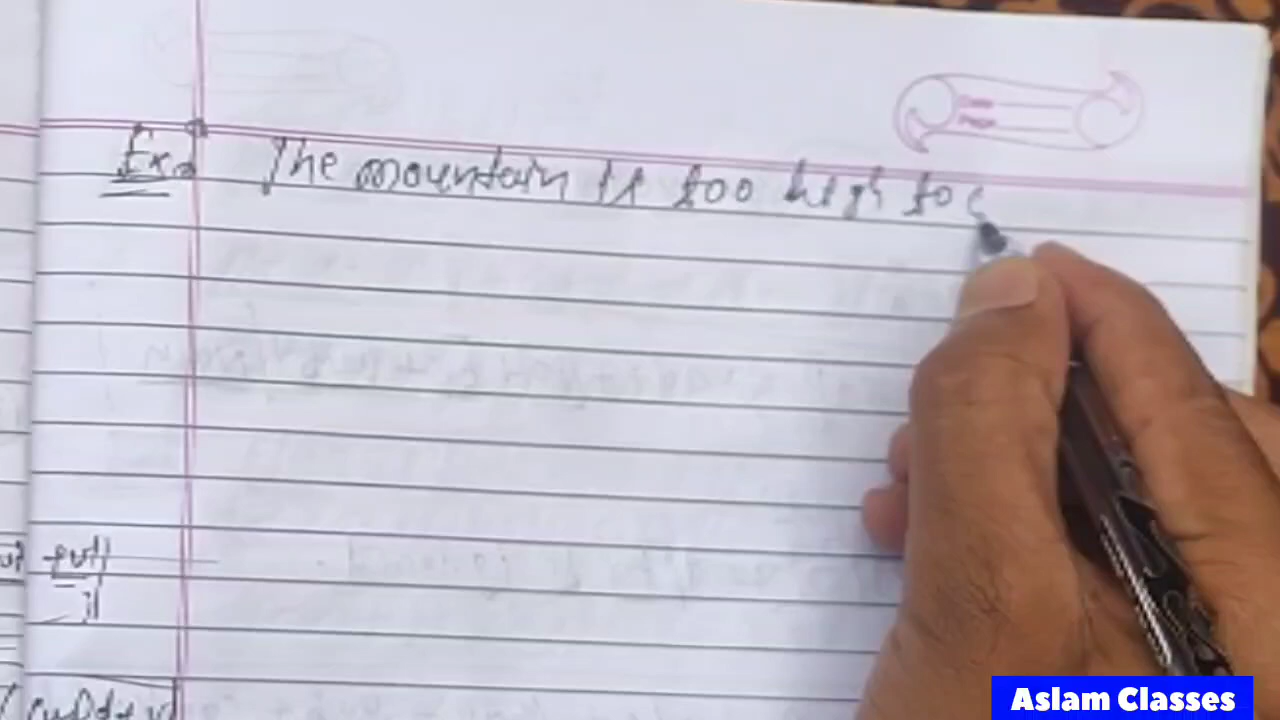 Ex. The mountain is too high to c
Aslam Classes